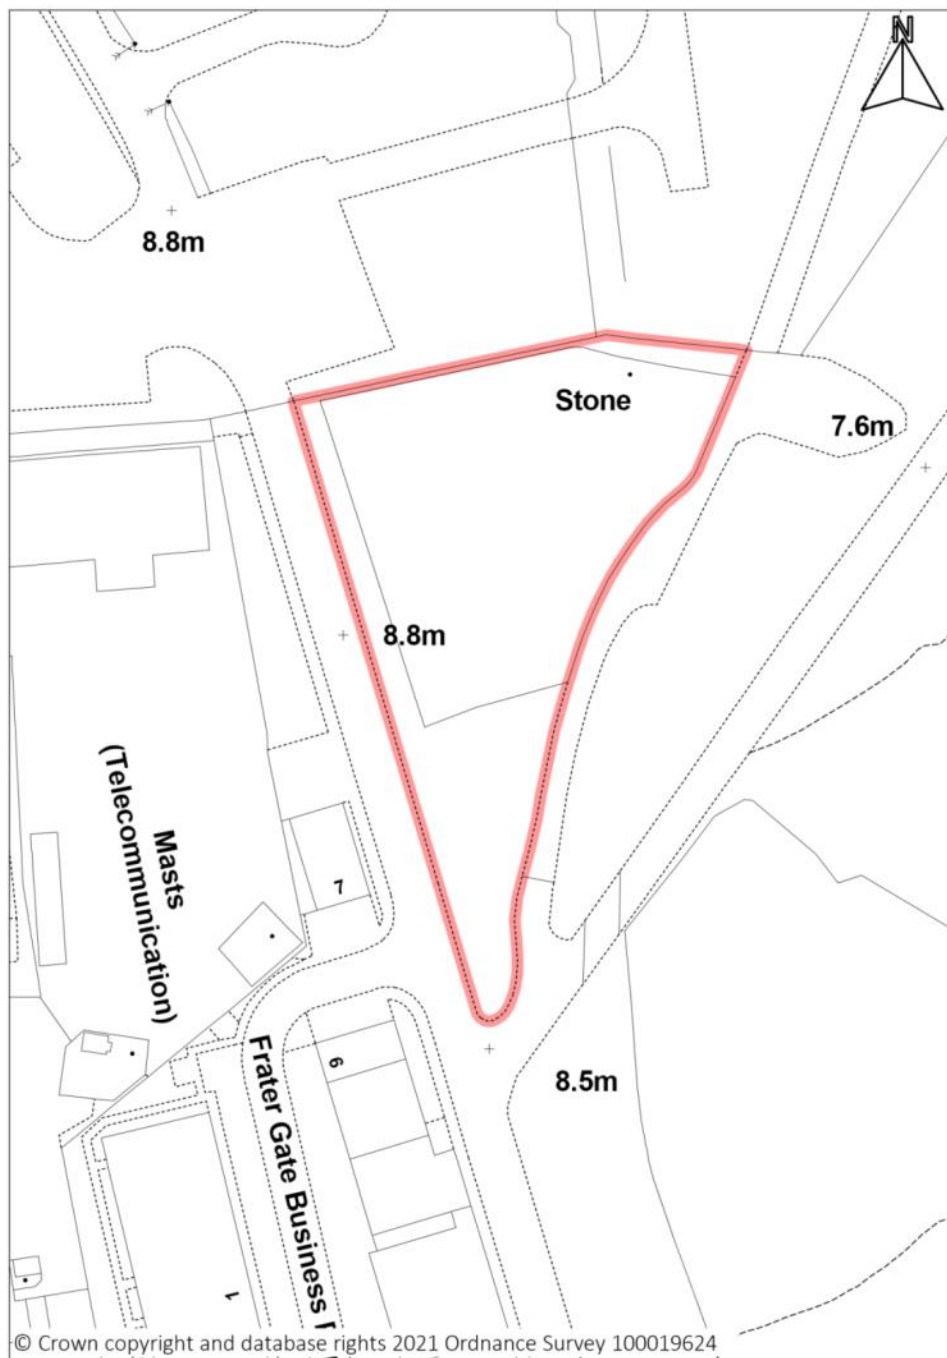 N
8.8m
Stone
7.6m
8.8m
Masts
(Telecommunication)
7
Frater Gate Business
6
8.5m
1
© Crown copyright and database rights 2021 Ordnance Survey 100019624